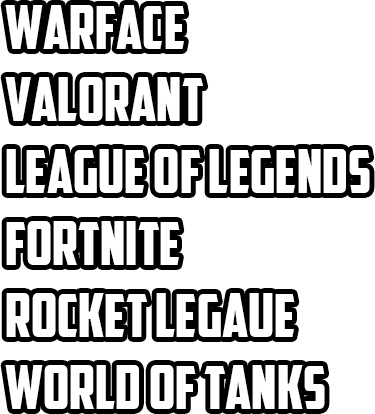 WARFACE
VALORANT
LEAGUE OF LEGENDS
FORTNITE
ROCKET LEGAUE
WORLD OF TANKS